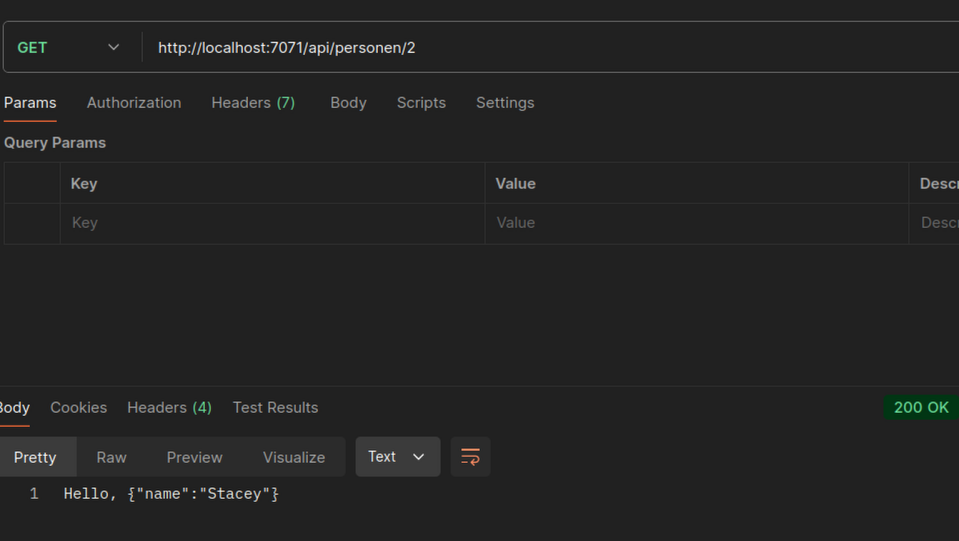 GET http://localhost:7071/api/personen/2
Params Authorization Headers (7) Body Scripts Settings
Query Params
Key Value Descr
Key Value Descr
Body Cookies Headers (4) Test Results 200 OK
Pretty Raw Preview Visualize Text
1 Hello, {"name":"Stacey"}